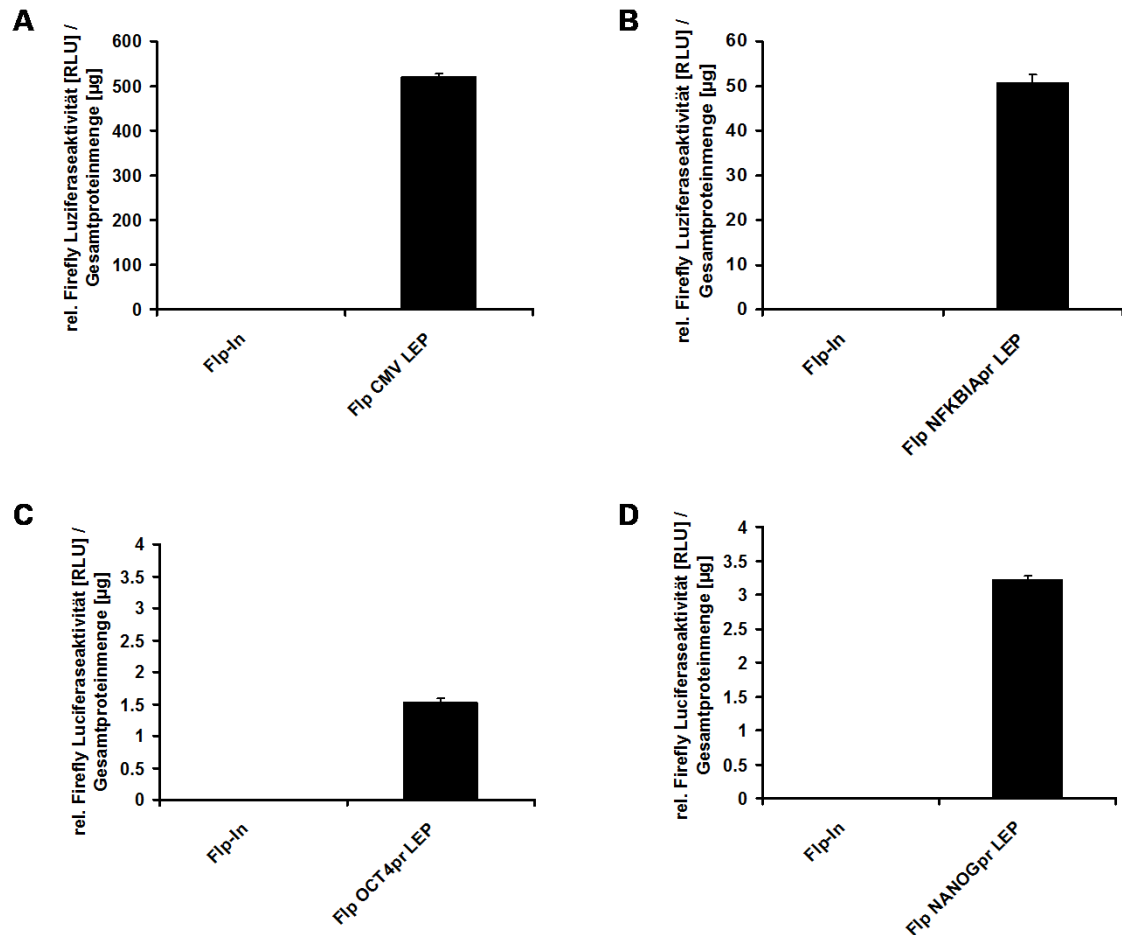 A
rel. Firefly Luziferaseaktivität [RLU] /
Gesamtproteinmenge [µg]
600
500
400
300
200
100
0
Flp-In
Flp CMV LEP
B
rel. Firefly Luziferaseaktivität [RLU] /
Gesamtproteinmenge [µg]
60
50
40
30
20
10
0
Flp-In
Flp NFKBIApr LEP
C
rel. Firefly Luciferaseaktivität [RLU] /
Gesamtproteinmenge [µg]
4
3.5
3
2.5
2
1.5
1
0.5
0
Flp-In
Flp OCT4pr LEP
D
rel. Firefly Luciferaseaktivität [RLU] /
Gesamtproteinmenge [µg]
4
3.5
3
2.5
2
1.5
1
0.5
0
Flp-In
Flp NANOGpr LEP